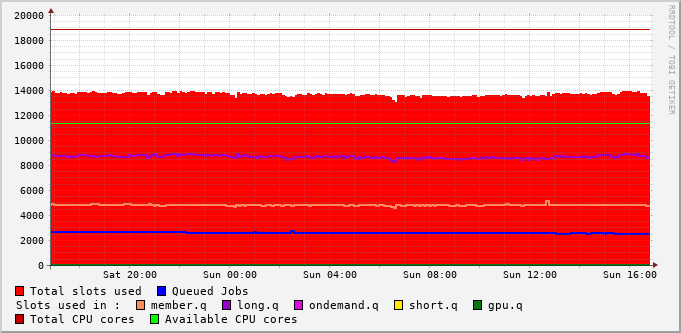 RRDTOOL / TOBI OETIKER
20000
18000
16000
14000
12000
10000
8000
6000
4000
2000
0
Sat 20:00 Sun 00:00 Sun 04:00 Sun 08:00 Sun 12:00 Sun 16:00
Total slots used Queued Jobs
Slots used in : member.q long.q ondemand.q short.q gpu.q
Total CPU cores Available CPU cores